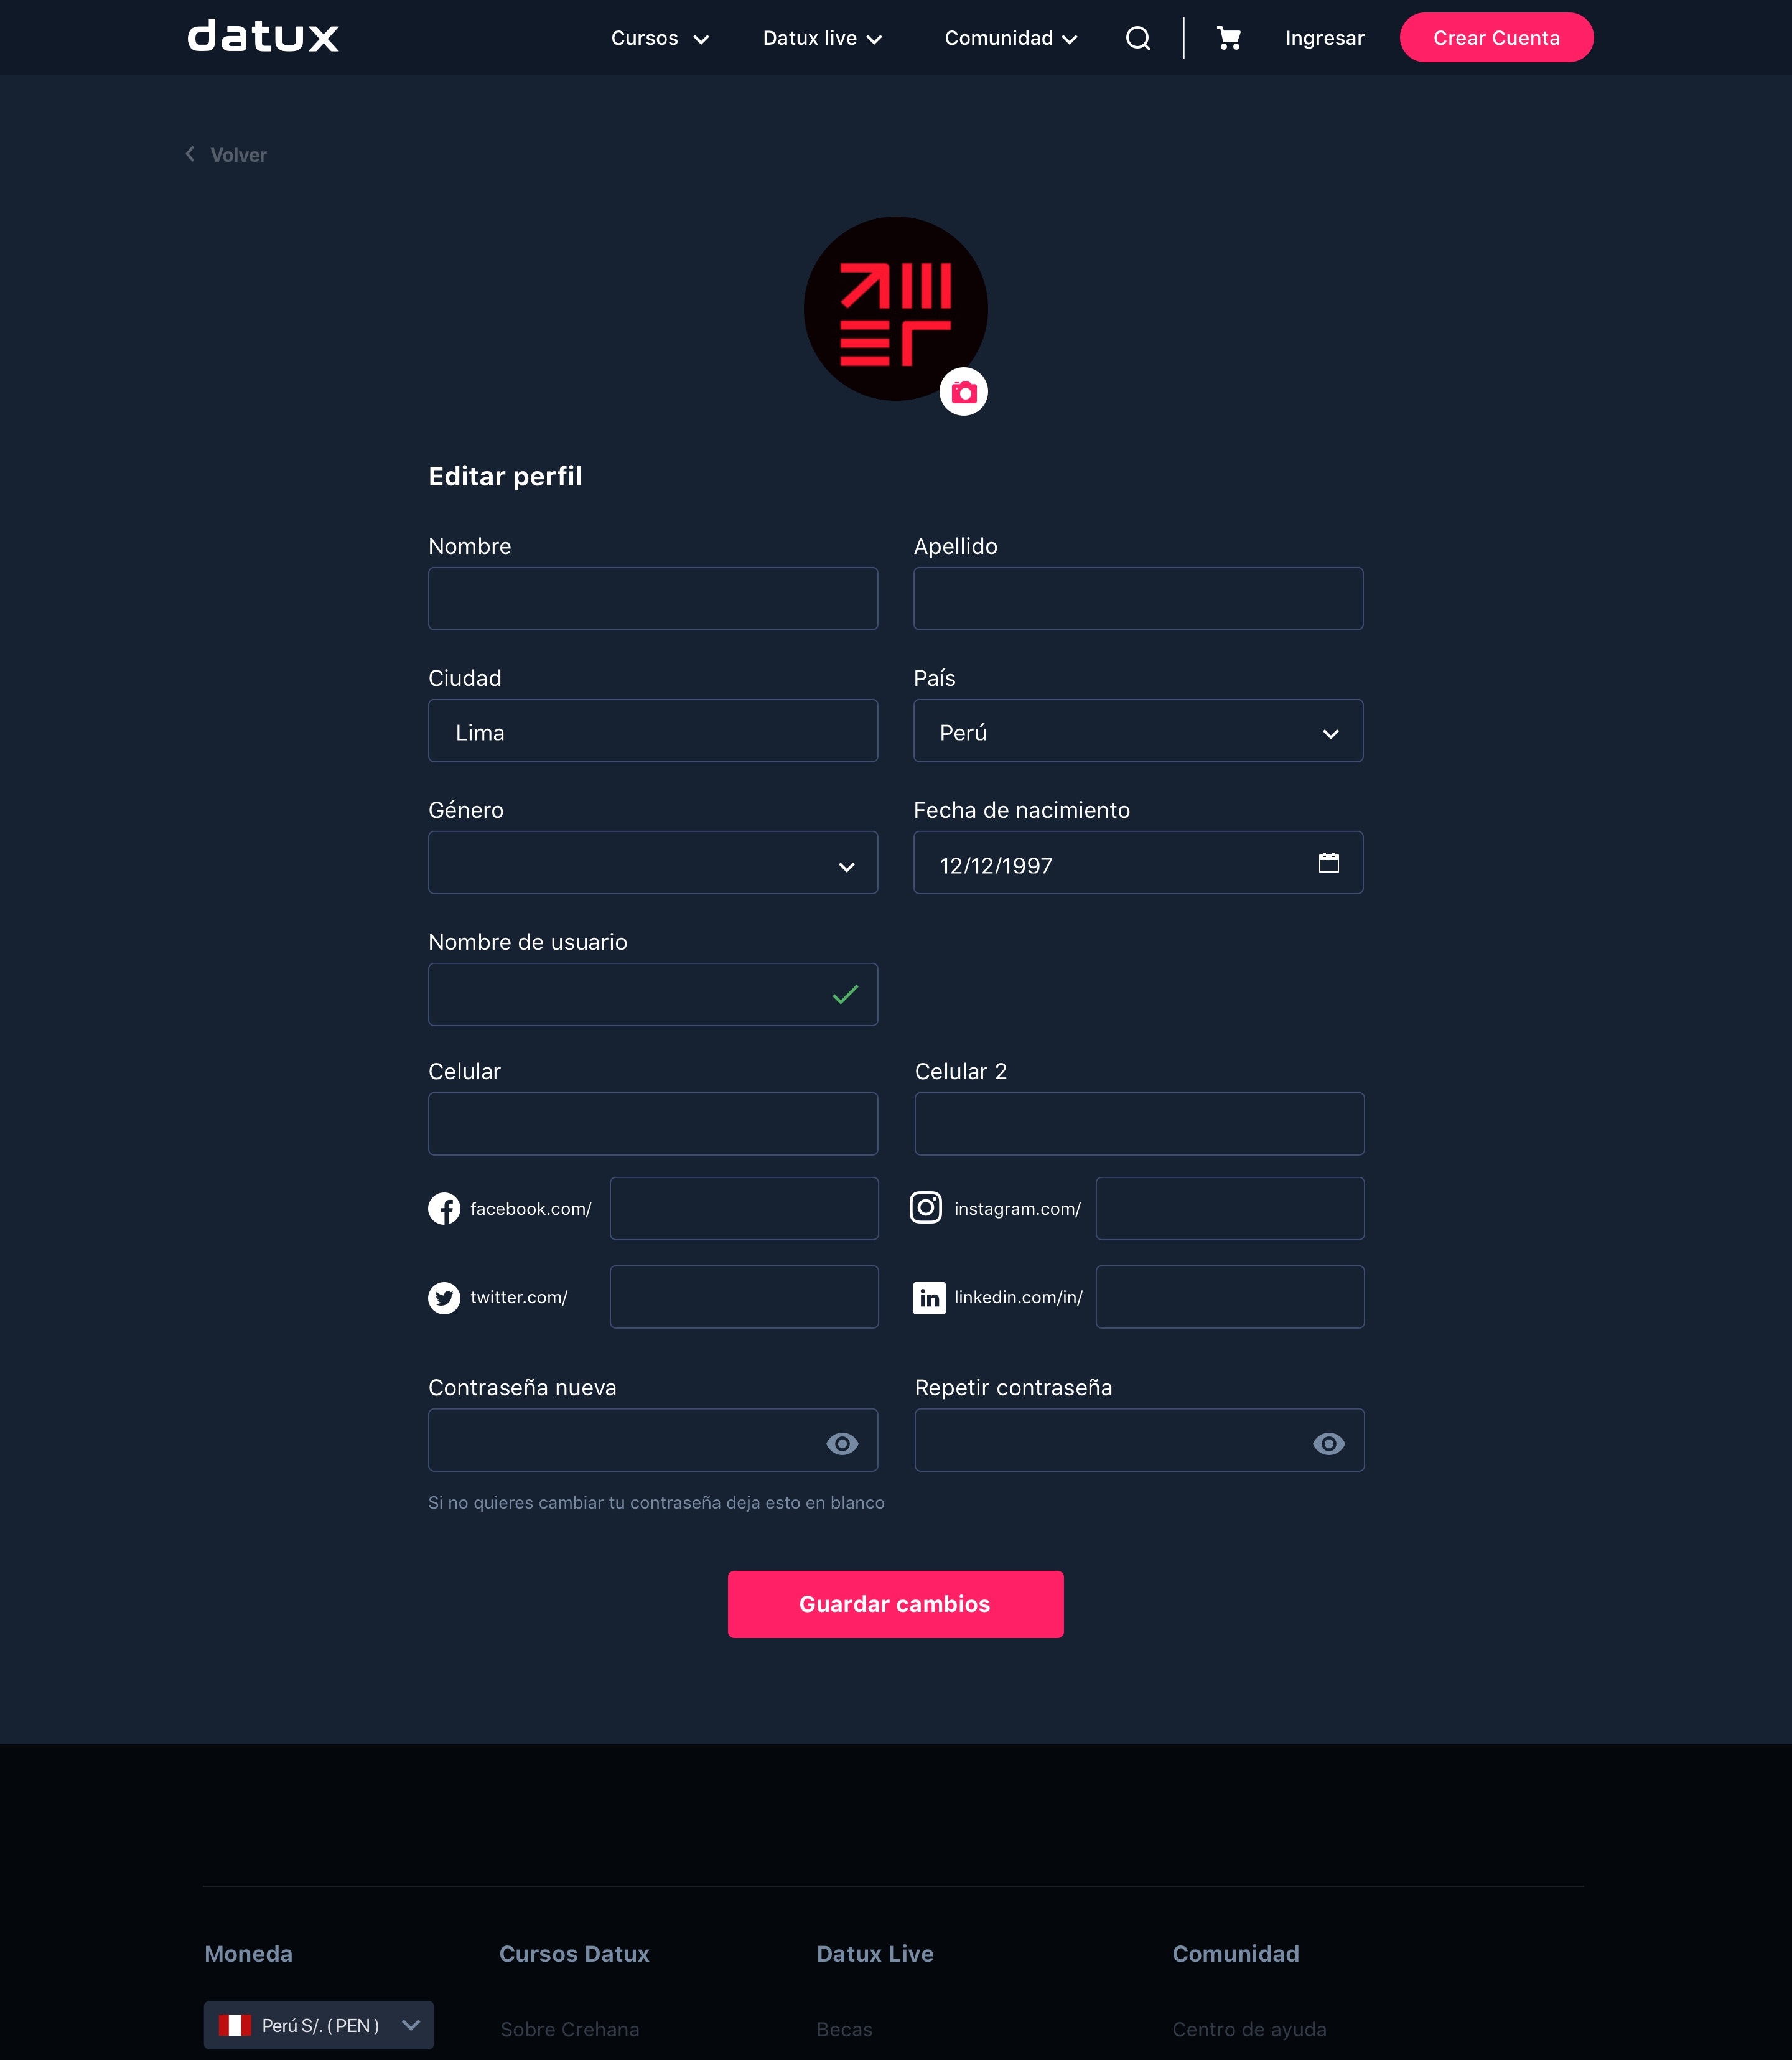 datux
Cursos Datux live Comunidad Ingresar Crear Cuenta
Volver
Editar perfil
Nombre Apellido
Ciudad País
Lima Perú
Género Fecha de nacimiento
12/12/1997
Nombre de usuario
Celular Celular 2
facebook.com/ instagram.com/
twitter.com/ in linkedin.com/in/
Contraseña nueva Repetir contraseña
Si no quieres cambiar tu contraseña deja esto en blanco
Guardar cambios
Moneda Cursos Datux Datux Live Comunidad
Perú S/. ( PEN ) Sobre Crehana Becas Centro de ayuda